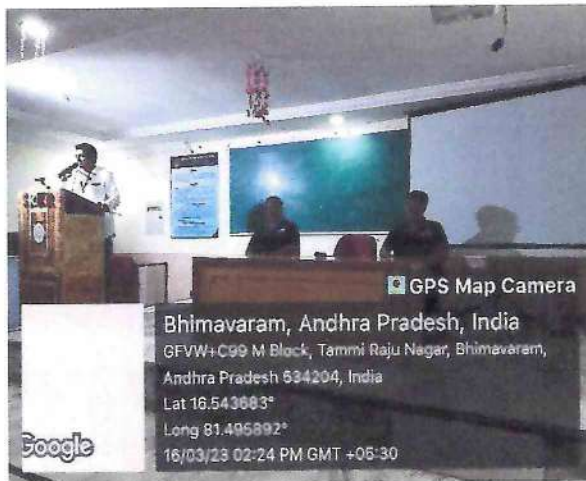 GPS Map Camera
Bhimavaram, Andhra Pradesh, India
GFVW+C99 M Block, Tammi Raju Nagar, Bhimavaram,
Andhra Pradesh 534204, India
Lat 16.543683°
Long 81.495892°
16/03/23 02:24 PM GMT +05:30
Google